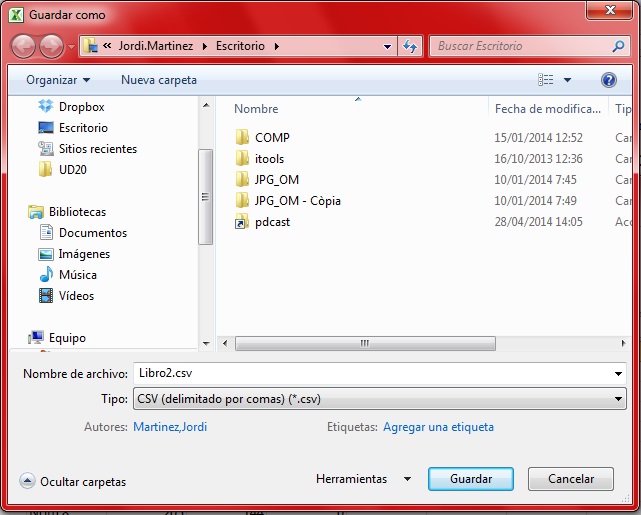 Guardar como
« Jordi.Martinez Escritorio
Buscar Escritorio
Organizar Nueva carpeta
Dropbox
Escritorio
Sitios recientes
UD20
Bibliotecas
Documentos
Imágenes
Música
Vídeos
Equipo
Nombre Fecha de modifica... Tip
COMP 15/01/2014 12:52 Car
itools 16/10/2013 12:36 Car
JPG_OM 10/01/2014 7:45 Car
JPG_OM - Còpia 10/01/2014 7:49 Car
pdcast 28/04/2014 14:05 Acc
Nombre de archivo: Libro2.csv
Tipo: CSV (delimitado por comas) (*.csv)
Autores: Martinez,Jordi Etiquetas: Agregar una etiqueta
Ocultar carpetas Herramientas Guardar Cancelar